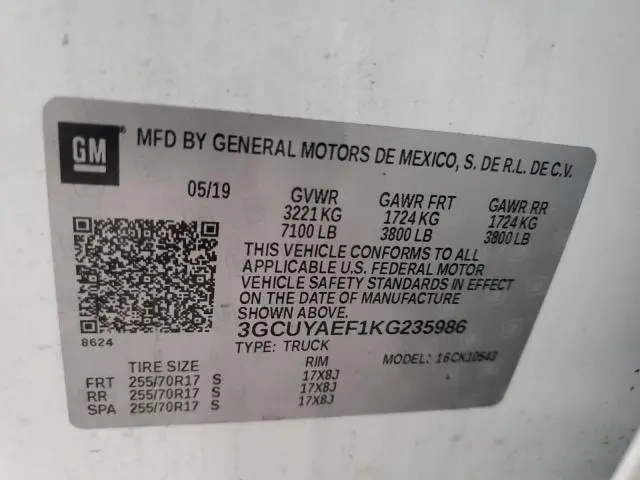 GM ® MFD BY GENERAL MOTORS DE MEXICO, S. DE R.L. DE C.V.
05/19 GVWR GAWR FRT GAWR RR
3221 KG 1724 KG 1724 KG
7100 LB 3800 LB 3800 LB
THIS VEHICLE CONFORMS TO ALL
APPLICABLE U.S. FEDERAL MOTOR
VEHICLE SAFETY STANDARDS IN EFFECT
ON THE DATE OF MANUFACTURE
SHOWN ABOVE.
3GCUYAEF1KG235986
8624 TYPE: TRUCK MODEL: 16CK10543
TIRE SIZE RIM
FRT 255/70R17 S 17X8J
RR 255/70R17 S 17X8J
SPA 255/70R17 S 17X8J